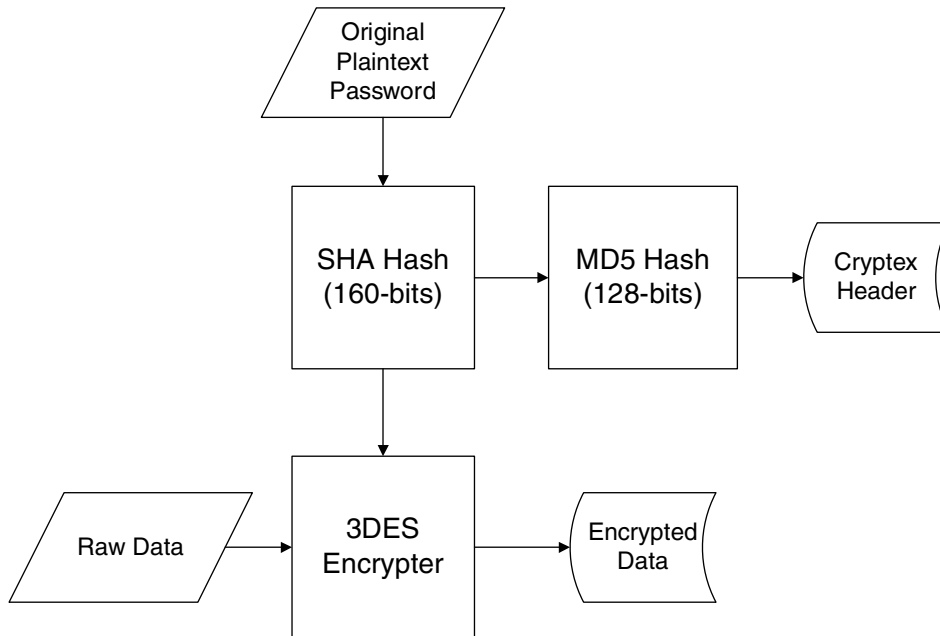 Original
Plaintext
Password
SHA Hash
(160-bits)
MD5 Hash
(128-bits)
Cryptex
Header
Raw Data
3DES
Encrypter
Encrypted
Data